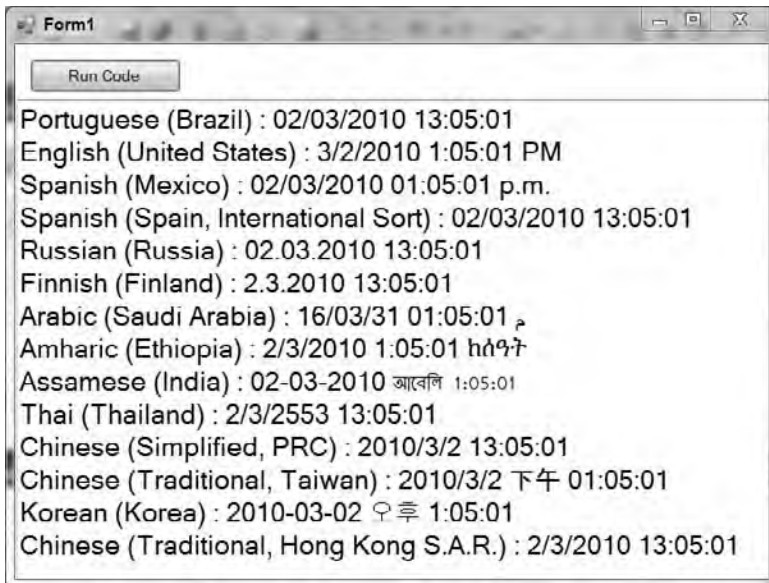 Form1
Run Code
Portuguese (Brazil) : 02/03/2010 13:05:01
English (United States) : 3/2/2010 1:05:01 PM
Spanish (Mexico) : 02/03/2010 01:05:01 p.m.
Spanish (Spain, International Sort) : 02/03/2010 13:05:01
Russian (Russia) : 02.03.2010 13:05:01
Finnish (Finland) : 2.3.2010 13:05:01
Arabic (Saudi Arabia) : 16/03/31 01:05:01 م
Amharic (Ethiopia) : 2/3/2010 1:05:01 ከሰዓት
Assamese (India) : 02-03-2010 আবেলি 1:05:01
Thai (Thailand) : 2/3/2553 13:05:01
Chinese (Simplified, PRC) : 2010/3/2 13:05:01
Chinese (Traditional, Taiwan) : 2010/3/2 下午 01:05:01
Korean (Korea) : 2010-03-02 오후 1:05:01
Chinese (Traditional, Hong Kong S.A.R.) : 2/3/2010 13:05:01